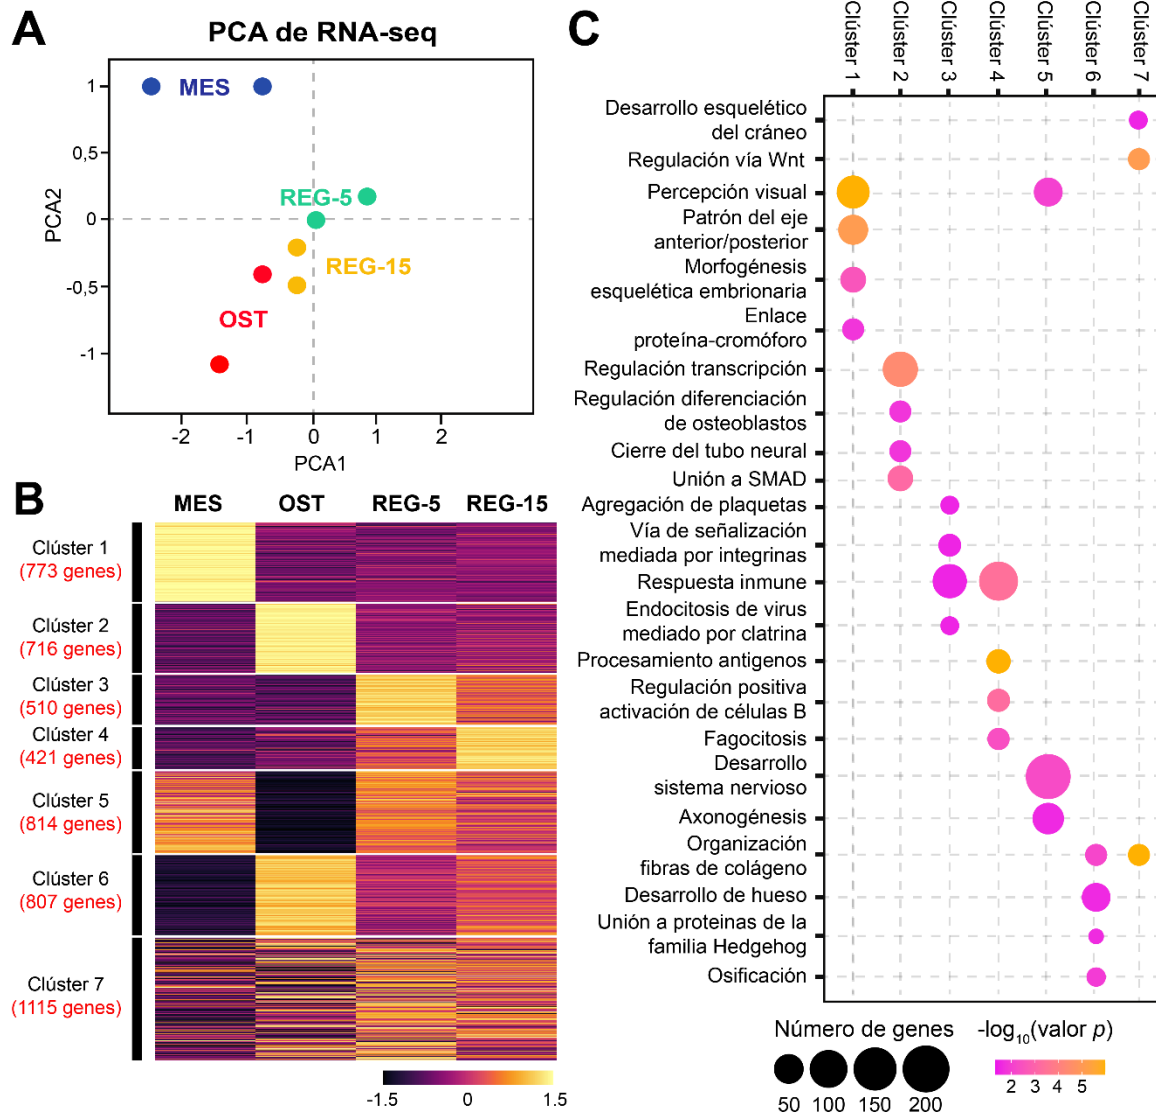 A
PCA de RNA-seq
MES
REG-5
REG-15
OST
1
0,5
0
-0,5
-1
PCA2
-2
-1
0
1
2
PCA1
B
MES
OST
REG-5
REG-15
Clúster 1
(773 genes)
Clúster 2
(716 genes)
Clúster 3
(510 genes)
Clúster 4
(421 genes)
Clúster 5
(814 genes)
Clúster 6
(807 genes)
Clúster 7
(1115 genes)
-1.5
0
1.5
C
Clúster 1
Clúster 2
Clúster 3
Clúster 4
Clúster 5
Clúster 6
Clúster 7
Desarrollo esquelético
del cráneo
Regulación vía Wnt
Percepción visual
Patrón del eje
anterior/posterior
Morfogénesis
esquelética embrionaria
Enlace
proteína-cromóforo
Regulación transcripción
Regulación diferenciación
de osteoblastos
Cierre del tubo neural
Unión a SMAD
Agregación de plaquetas
Vía de señalización
mediada por integrinas
Respuesta inmune
Endocitosis de virus
mediado por clatrina
Procesamiento antigenos
Regulación positiva
activación de células B
Fagocitosis
Desarrollo
sistema nervioso
Axonogénesis
Organización
fibras de colágeno
Desarrollo de hueso
Unión a proteinas de la
familia Hedgehog
Osificación
Número de genes
50
100
150
200
-log₁₀(valor p)
2
3
4
5